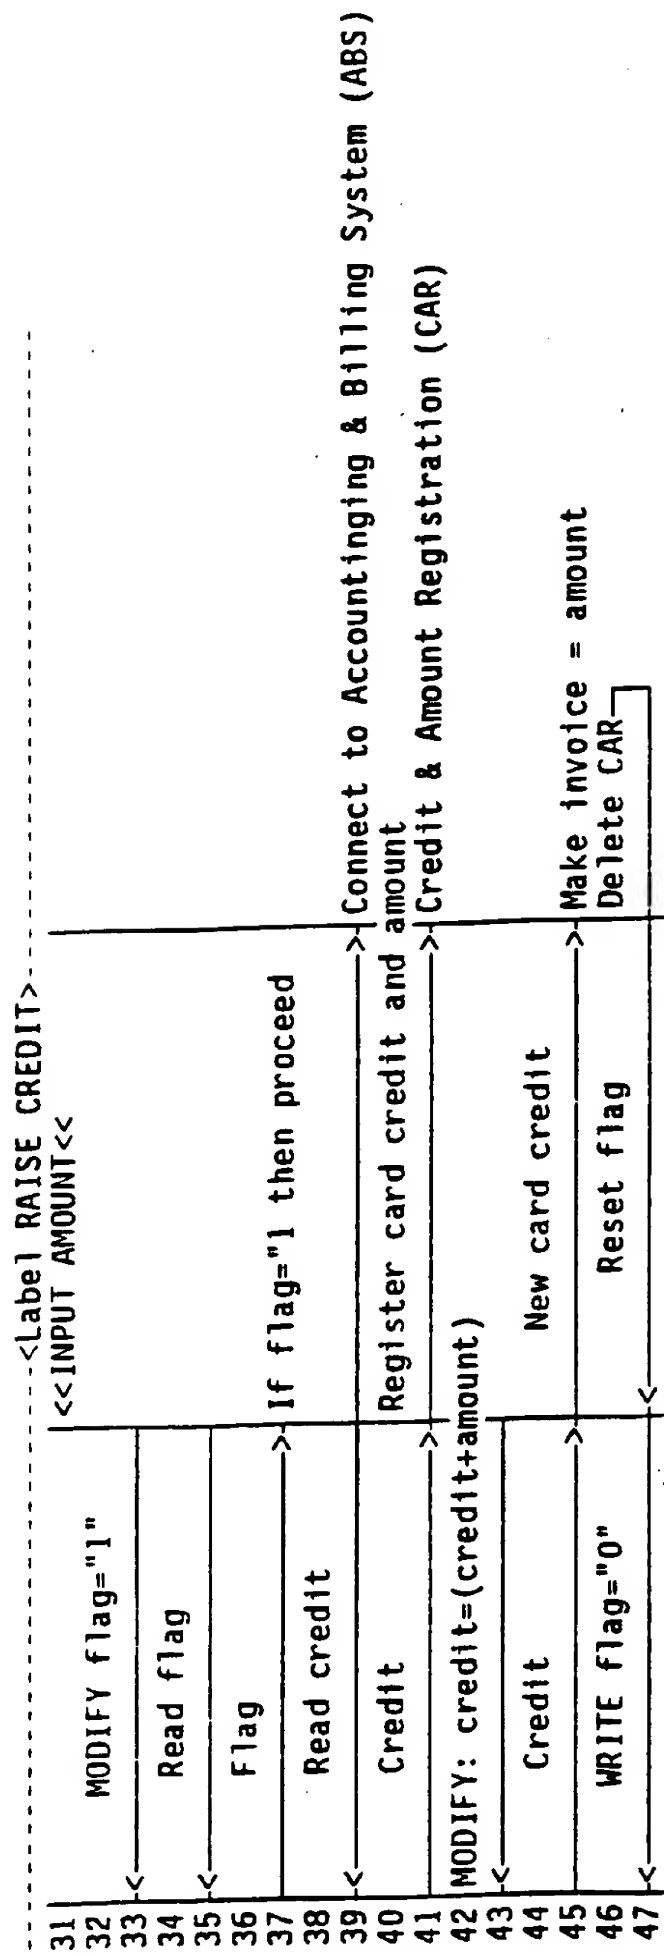 <Label RAISE CREDIT>
31 <<INPUT AMOUNT<<
32 MODIFY flag="1"
33
34 Read flag
35
36 Flag
37 If flag="1 then proceed
38 Read credit
39 Connect to Accountinging & Billing System (ABS)
40 Credit Register card credit and amount
41 Credit & Amount Registration (CAR)
42 MODIFY: credit=(credit+amount)
43
44 Credit New card credit
45 Make invoice = amount
46 WRITE flag="0" Reset flag Delete CAR
47